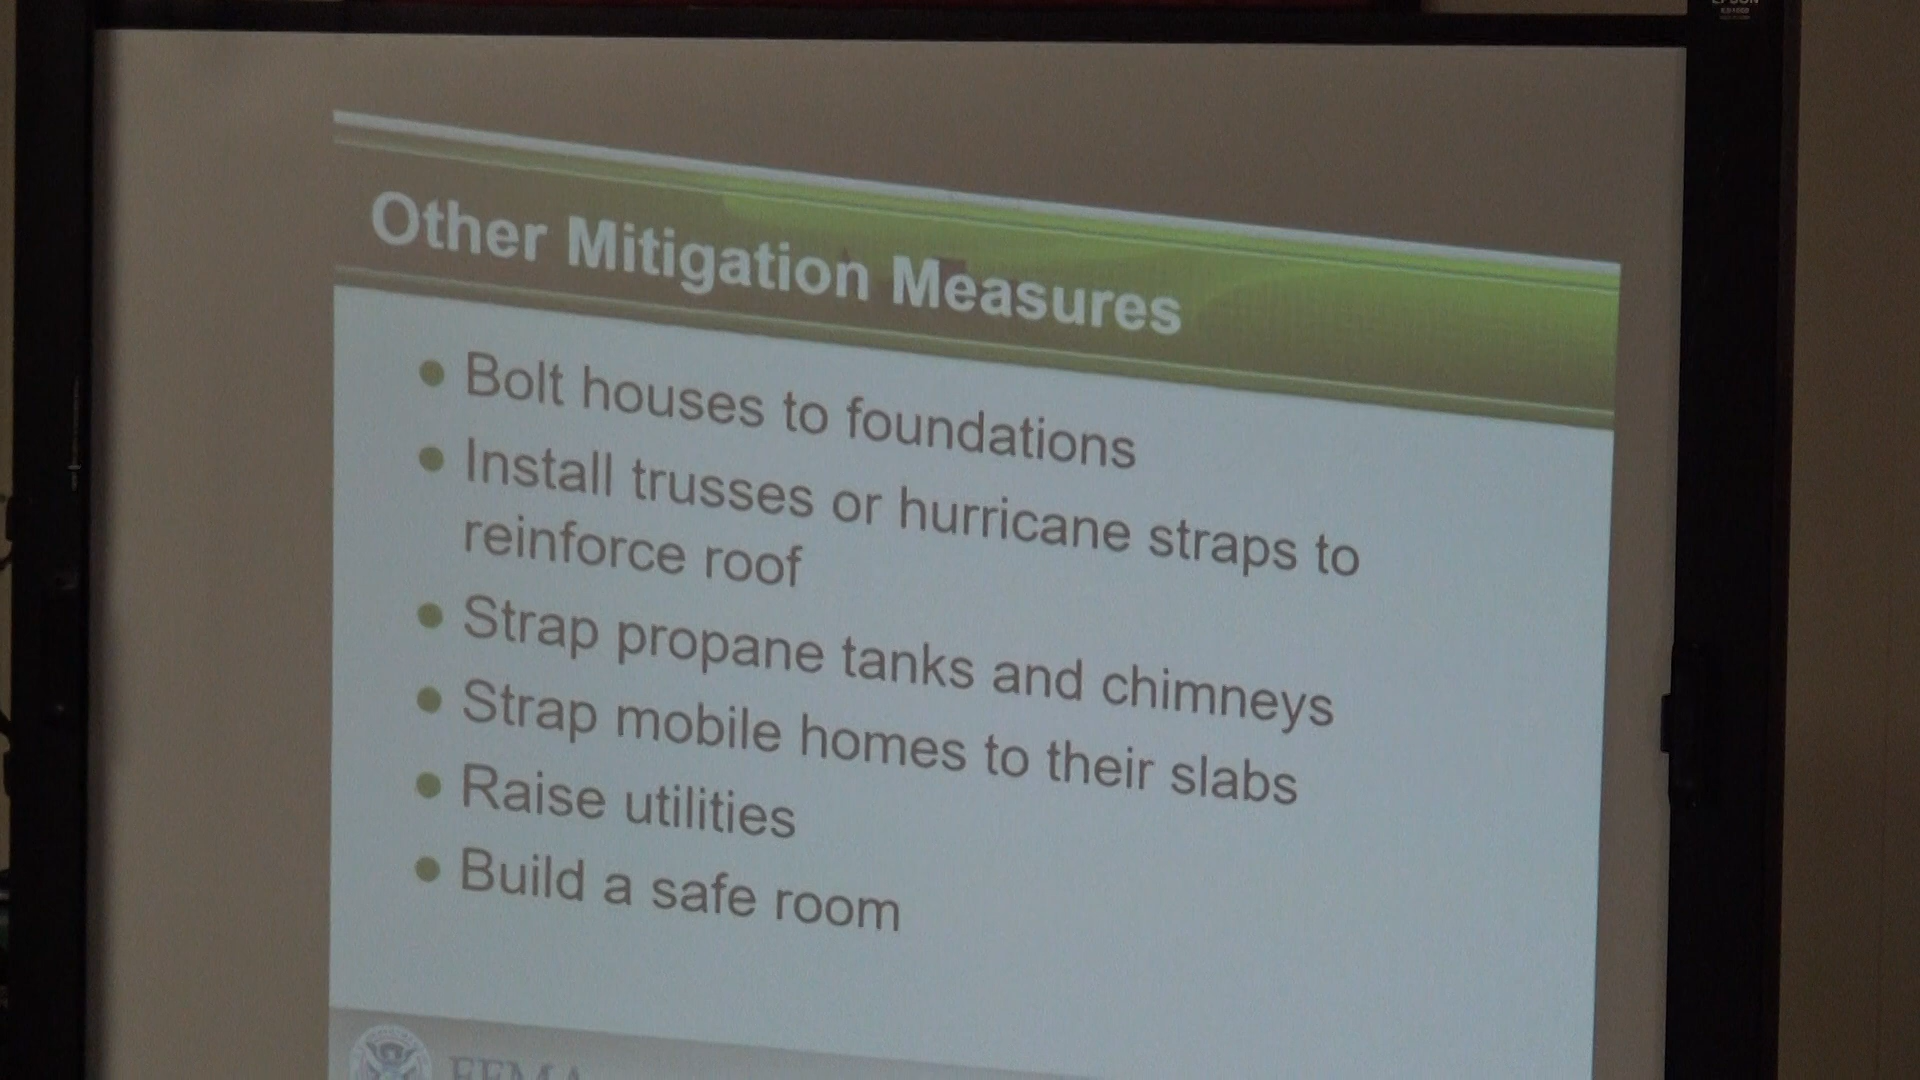 Other Mitigation Measures
Bolt houses to foundations
Install trusses or hurricane straps to
reinforce roof
Strap propane tanks and chimneys
Strap mobile homes to their slabs
Raise utilities
Build a safe room
FEMA